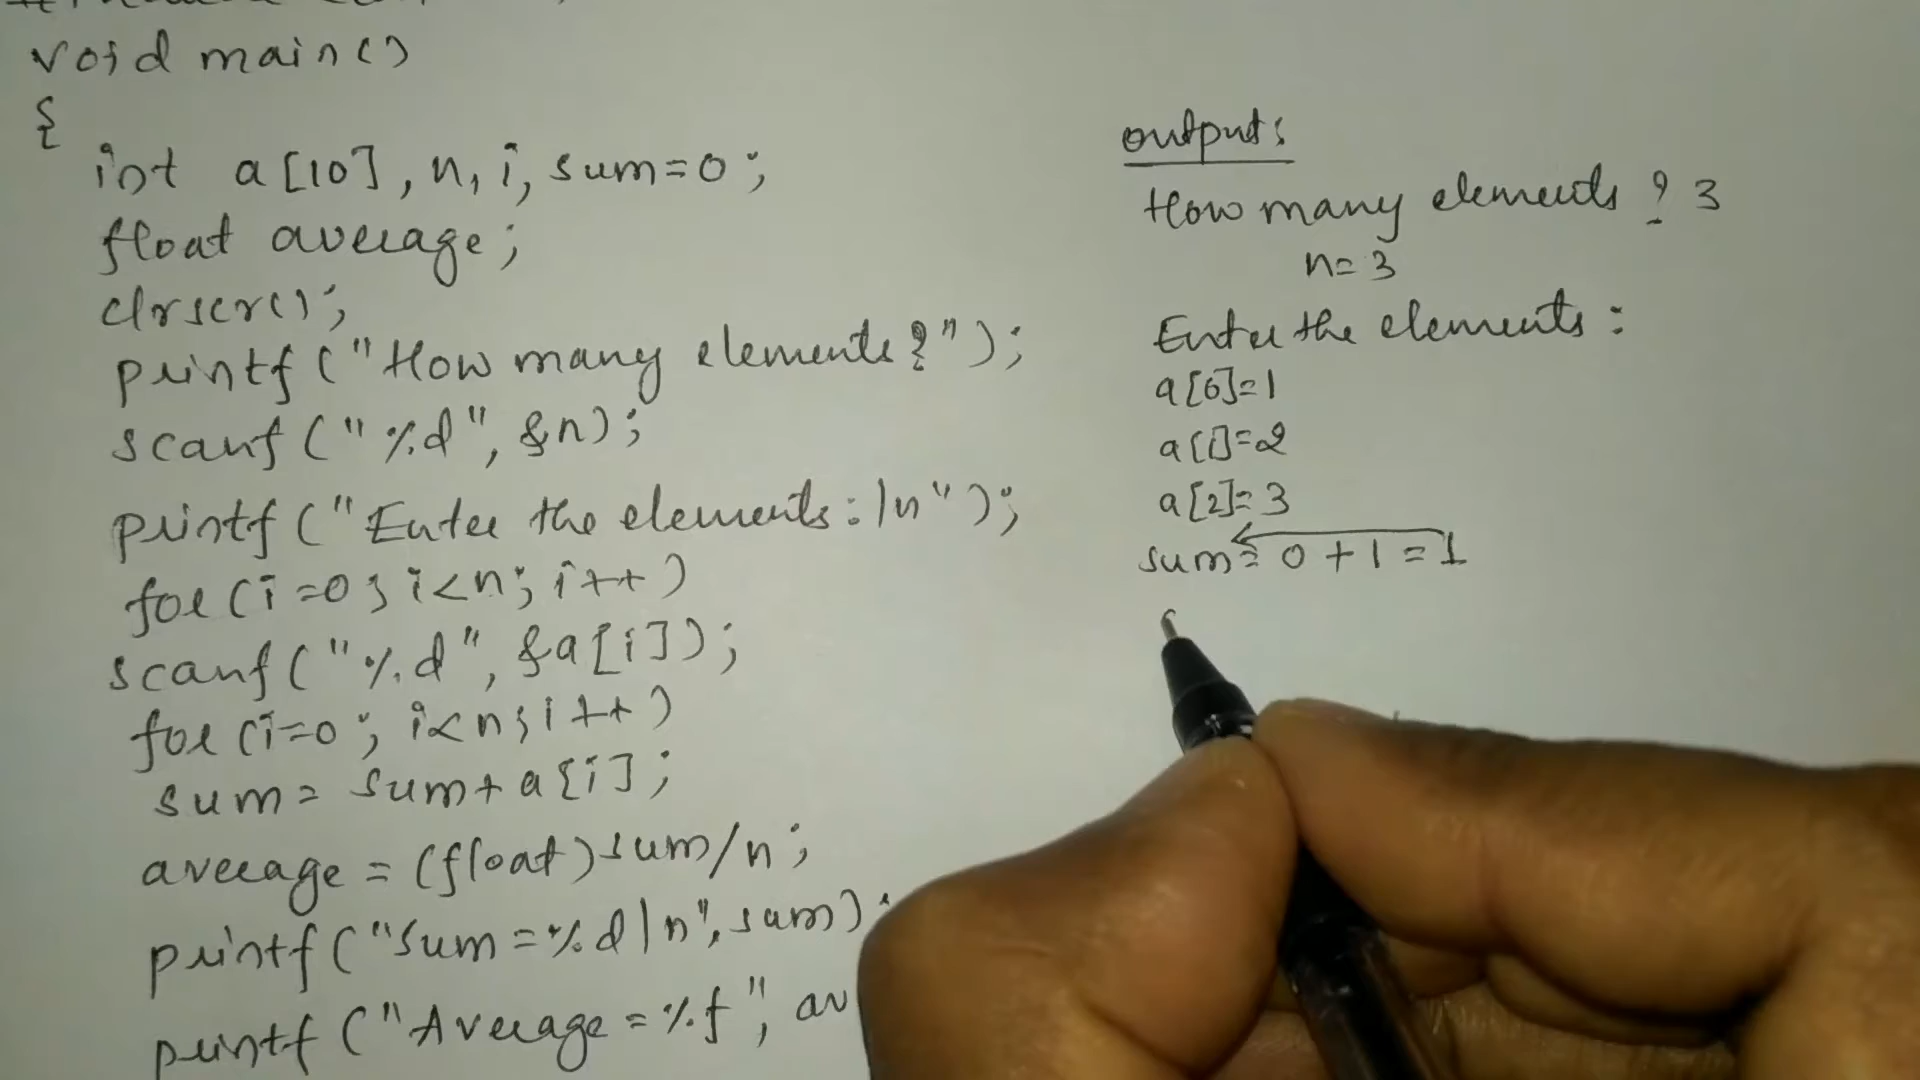 void main()
{
int a[10], n, i, sum=0;
float average;
clrscr();
printf("How many elements?");
scanf("%d", &n);
printf("Enter the elements:\n");
for(i=0; i<n; i++)
scanf("%d", &a[i]);
for(i=0; i<n; i++)
sum= sum+a[i];
average=(float)sum/n;
printf("Sum=%d\n", sum);
printf("Average=%f", av
output:
How many elements ? 3
n=3
Enter the elements:
a[0]=1
a[1]=2
a[2]=3
sum= 0+1=1